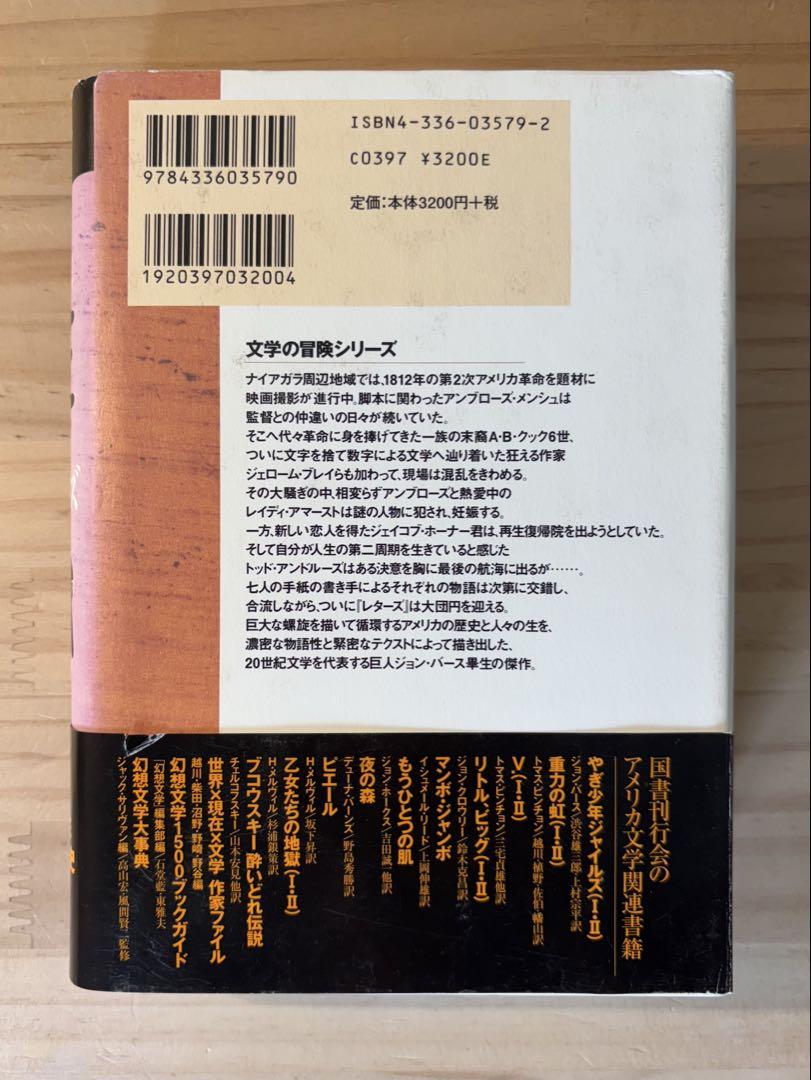 ISBN4-336-03579-2
C0397 ¥3200E
定価：本体3200円＋税
9784336035790
1920397032004
文学の冒険シリーズ
ナイアガラ周辺地域では、1812年の第2次アメリカ革命を題材に
映画撮影が進行中。脚本に関わったアンブローズ・メンシュは
監督との仲違いの日々が続いていた。
そこへ代々革命に身を捧げてきた一族の末裔A・B・クック6世、
ついに文字を捨て数字による文学へ辿り着いた狂える作家
ジェローム・ブレイらも加わって、現場は混乱をきわめる。
その大騒ぎの中、相変らずアンブローズと熱愛中の
レイディ・アマーストは謎の人物に犯され、妊娠する。
一方、新しい恋人を得たジェイコブ・ホーナー君は、再生復帰院を出ようとしていた。
そして自分が人生の第二周期を生きていると感じた
トッド・アンドルーズはある決意を胸に最後の航海に出るが……。
七人の手紙の書き手によるそれぞれの物語は次第に交錯し、
合流しながら、ついに『レターズ』は大団円を迎える。
巨大な螺旋を描いて循環するアメリカの歴史と人々の生を、
濃密な物語性と緊密なテクストによって描き出した、
20世紀文学を代表する巨人ジョン・バース畢生の傑作。
国書刊行会の
アメリカ文学関連書籍
やぎ少年ジャイルズ（Ⅰ・Ⅱ）
ジョン・バース／渋谷雄三郎・上村宗平訳
重力の虹（Ⅰ・Ⅱ）
トマス・ピンチョン／越川・植野・佐伯・幡山訳
V.（Ⅰ・Ⅱ）
トマス・ピンチョン／三宅卓雄他訳
リトル、ビッグ（Ⅰ・Ⅱ）
ジョン・クロウリー／鈴木克昌訳
マンボ・ジャンボ
イシュメール・リード／上岡伸雄訳
もうひとつの肌
ジョン・ホークス／吉田誠一他訳
夜の森
デューナ・バーンズ／野島秀勝訳
ピエール
H・メルヴィル／坂下昇訳
乙女たちの地獄（Ⅰ・Ⅱ）
H・メルヴィル／杉浦銀策訳
ブコウスキー 酔いどれ伝説
チェルコフスキー／山本安見他訳
世界×現在×文学 作家ファイル
越川・柴田・沼野・野崎・野谷編
幻想文学1500ブックガイド
「幻想文学」編集部編／石堂藍・東雅夫
幻想文学大事典
ジャック・サリヴァン編／高山宏・風間賢二監修